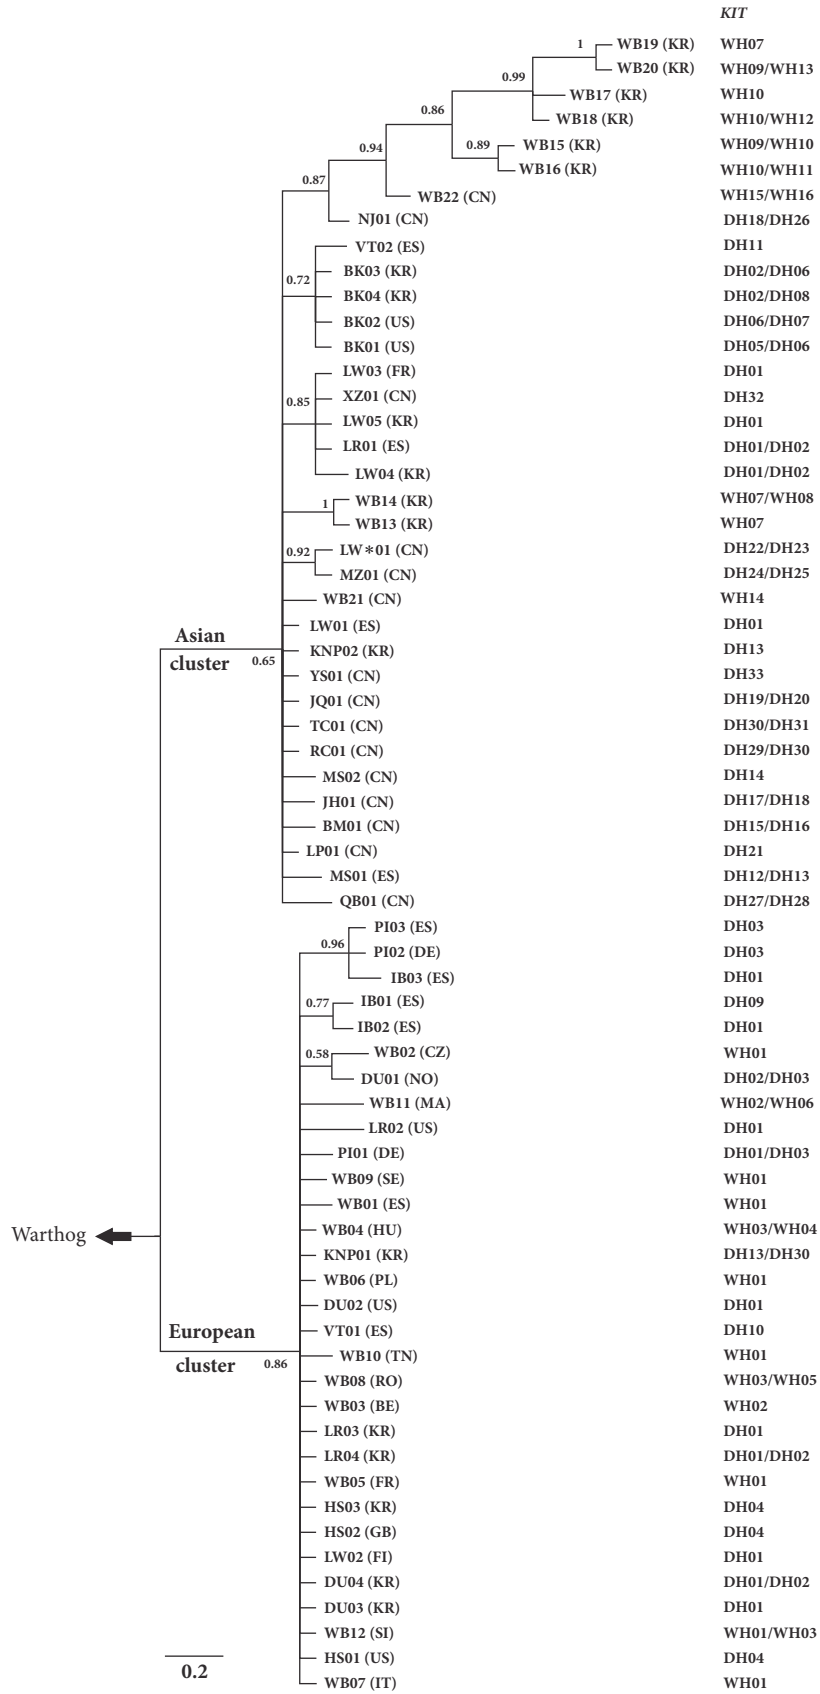 KIT
1 WB19 (KR) WH07
WB20 (KR) WH09/WH13
0.99
WB17 (KR) WH10
0.86
WB18 (KR) WH10/WH12
0.89 WB15 (KR) WH09/WH10
0.94
WB16 (KR) WH10/WH11
0.87
WB22 (CN) WH15/WH16
NJ01 (CN) DH18/DH26
VT02 (ES) DH11
BK03 (KR) DH02/DH06
0.72
BK04 (KR) DH02/DH08
BK02 (US) DH06/DH07
BK01 (US) DH05/DH06
LW03 (FR) DH01
XZ01 (CN) DH32
0.85
LW05 (KR) DH01
LR01 (ES) DH01/DH02
LW04 (KR) DH01/DH02
WB14 (KR) WH07/WH08
1
WB13 (KR) WH07
0.92 LW*01 (CN) DH22/DH23
MZ01 (CN) DH24/DH25
WB21 (CN) WH14
LW01 (ES) DH01
Asian
KNP02 (KR) DH13
cluster 0.65
YS01 (CN) DH33
JQ01 (CN) DH19/DH20
TC01 (CN) DH30/DH31
RC01 (CN) DH29/DH30
MS02 (CN) DH14
JH01 (CN) DH17/DH18
BM01 (CN) DH15/DH16
LP01 (CN) DH21
MS01 (ES) DH12/DH13
QB01 (CN) DH27/DH28
PI03 (ES) DH03
0.96
PI02 (DE) DH03
IB03 (ES) DH01
0.77 IB01 (ES) DH09
IB02 (ES) DH01
0.58 WB02 (CZ) WH01
DU01 (NO) DH02/DH03
WB11 (MA) WH02/WH06
LR02 (US) DH01
PI01 (DE) DH01/DH03
WB09 (SE) WH01
WB01 (ES) WH01
WB04 (HU) WH03/WH04
Warthog
KNP01 (KR) DH13/DH30
WB06 (PL) WH01
DU02 (US) DH01
European
VT01 (ES) DH10
WB10 (TN) WH01
cluster 0.86
WB08 (RO) WH03/WH05
WB03 (BE) WH02
LR03 (KR) DH01
LR04 (KR) DH01/DH02
WB05 (FR) WH01
HS03 (KR) DH04
HS02 (GB) DH04
LW02 (FI) DH01
DU04 (KR) DH01/DH02
DU03 (KR) DH01
WB12 (SI) WH01/WH03
HS01 (US) DH04
0.2
WB07 (IT) WH01